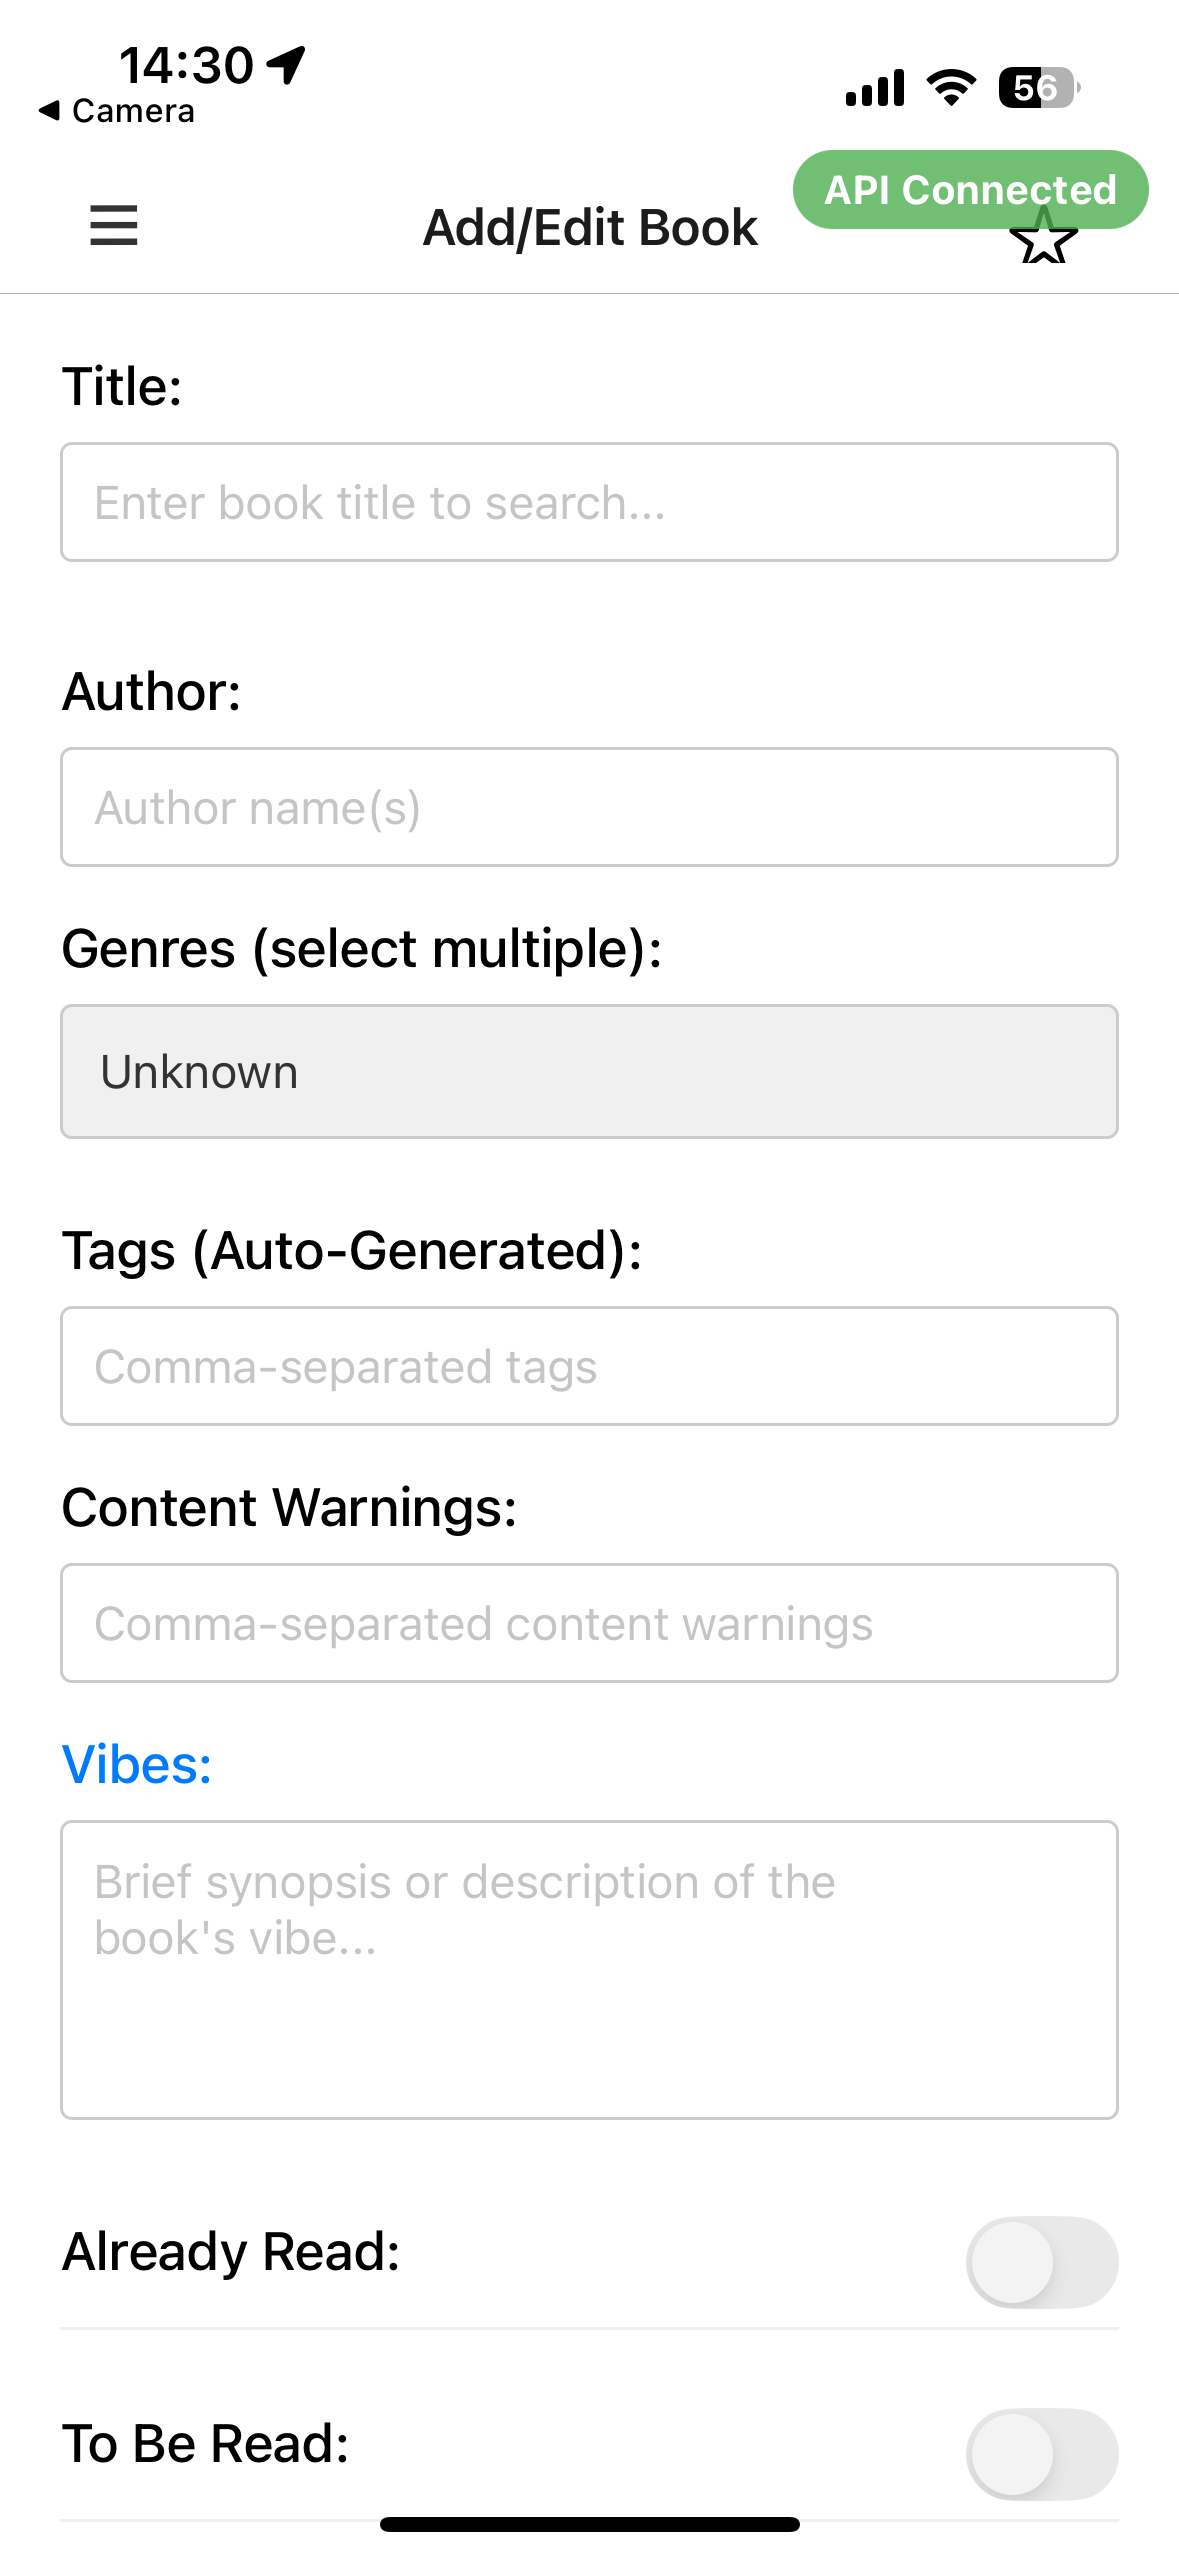 14:30
Camera
56
API Connected
Add/Edit Book
Title:
Enter book title to search...
Author:
Author name(s)
Genres (select multiple):
Unknown
Tags (Auto-Generated):
Comma-separated tags
Content Warnings:
Comma-separated content warnings
Vibes:
Brief synopsis or description of the
book's vibe...
Already Read:
To Be Read: